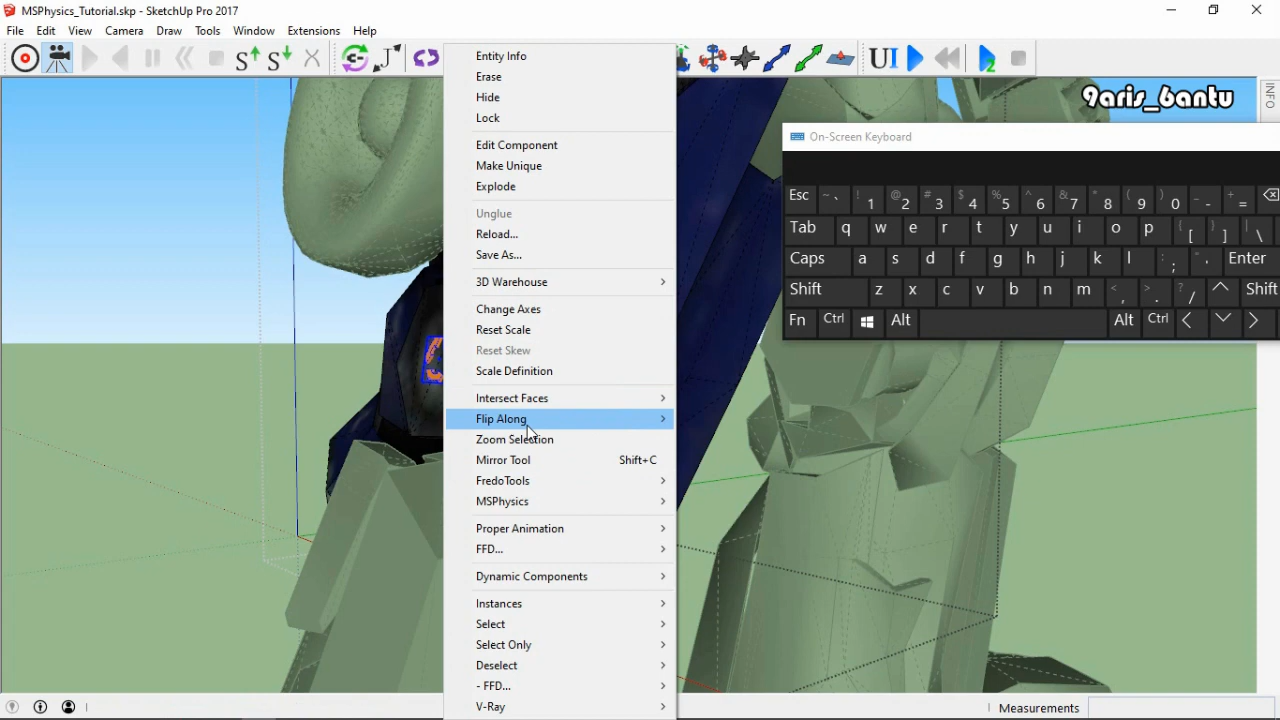 MSPhysics_Tutorial.skp - SketchUp Pro 2017
File Edit View Camera Draw Tools Window Extensions Help
UI
2
9aris_6antu
INFO
Entity Info
Erase
Hide
Lock
Edit Component
Make Unique
Explode
Unglue
Reload...
Save As...
3D Warehouse
Change Axes
Reset Scale
Reset Skew
Scale Definition
Intersect Faces
Flip Along
Zoom Selection
Mirror Tool Shift+C
FredoTools
MSPhysics
Proper Animation
FFD...
Dynamic Components
Instances
Select
Select Only
Deselect
- FFD...
V-Ray
On-Screen Keyboard
Esc ~ ` ! 1 @ 2 # 3 $ 4 % 5 ^ 6 & 7 * 8 ( 9 ) 0 _ - + =
Tab q w e r t y u i o p { [ } ] | \
Caps a s d f g h j k l : ; " ' Enter
Shift z x c v b n m < , > . ? / Shift
Fn Ctrl Alt Alt Ctrl
Measurements